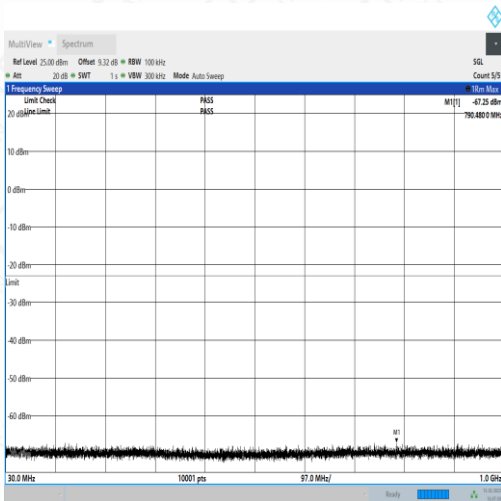 MultiView Spectrum
Ref Level 25.00 dBm Offset 9.32 dB RBW 100 kHz SGL
Att 20 dB SWT 1 s VBW 300 kHz Mode Auto Sweep Count 5/5
1 Frequency Sweep 1Rm Max
Limit Check PASS M1[1] -67.25 dBm
Line Limit PASS 790.4800 MHz
20 dBm
10 dBm
0 dBm
-10 dBm
-20 dBm
Limit
-30 dBm
-40 dBm
-50 dBm
-60 dBm
M1
30.0 MHz 10001 pts 97.0 MHz/ 1.0 GHz
Ready